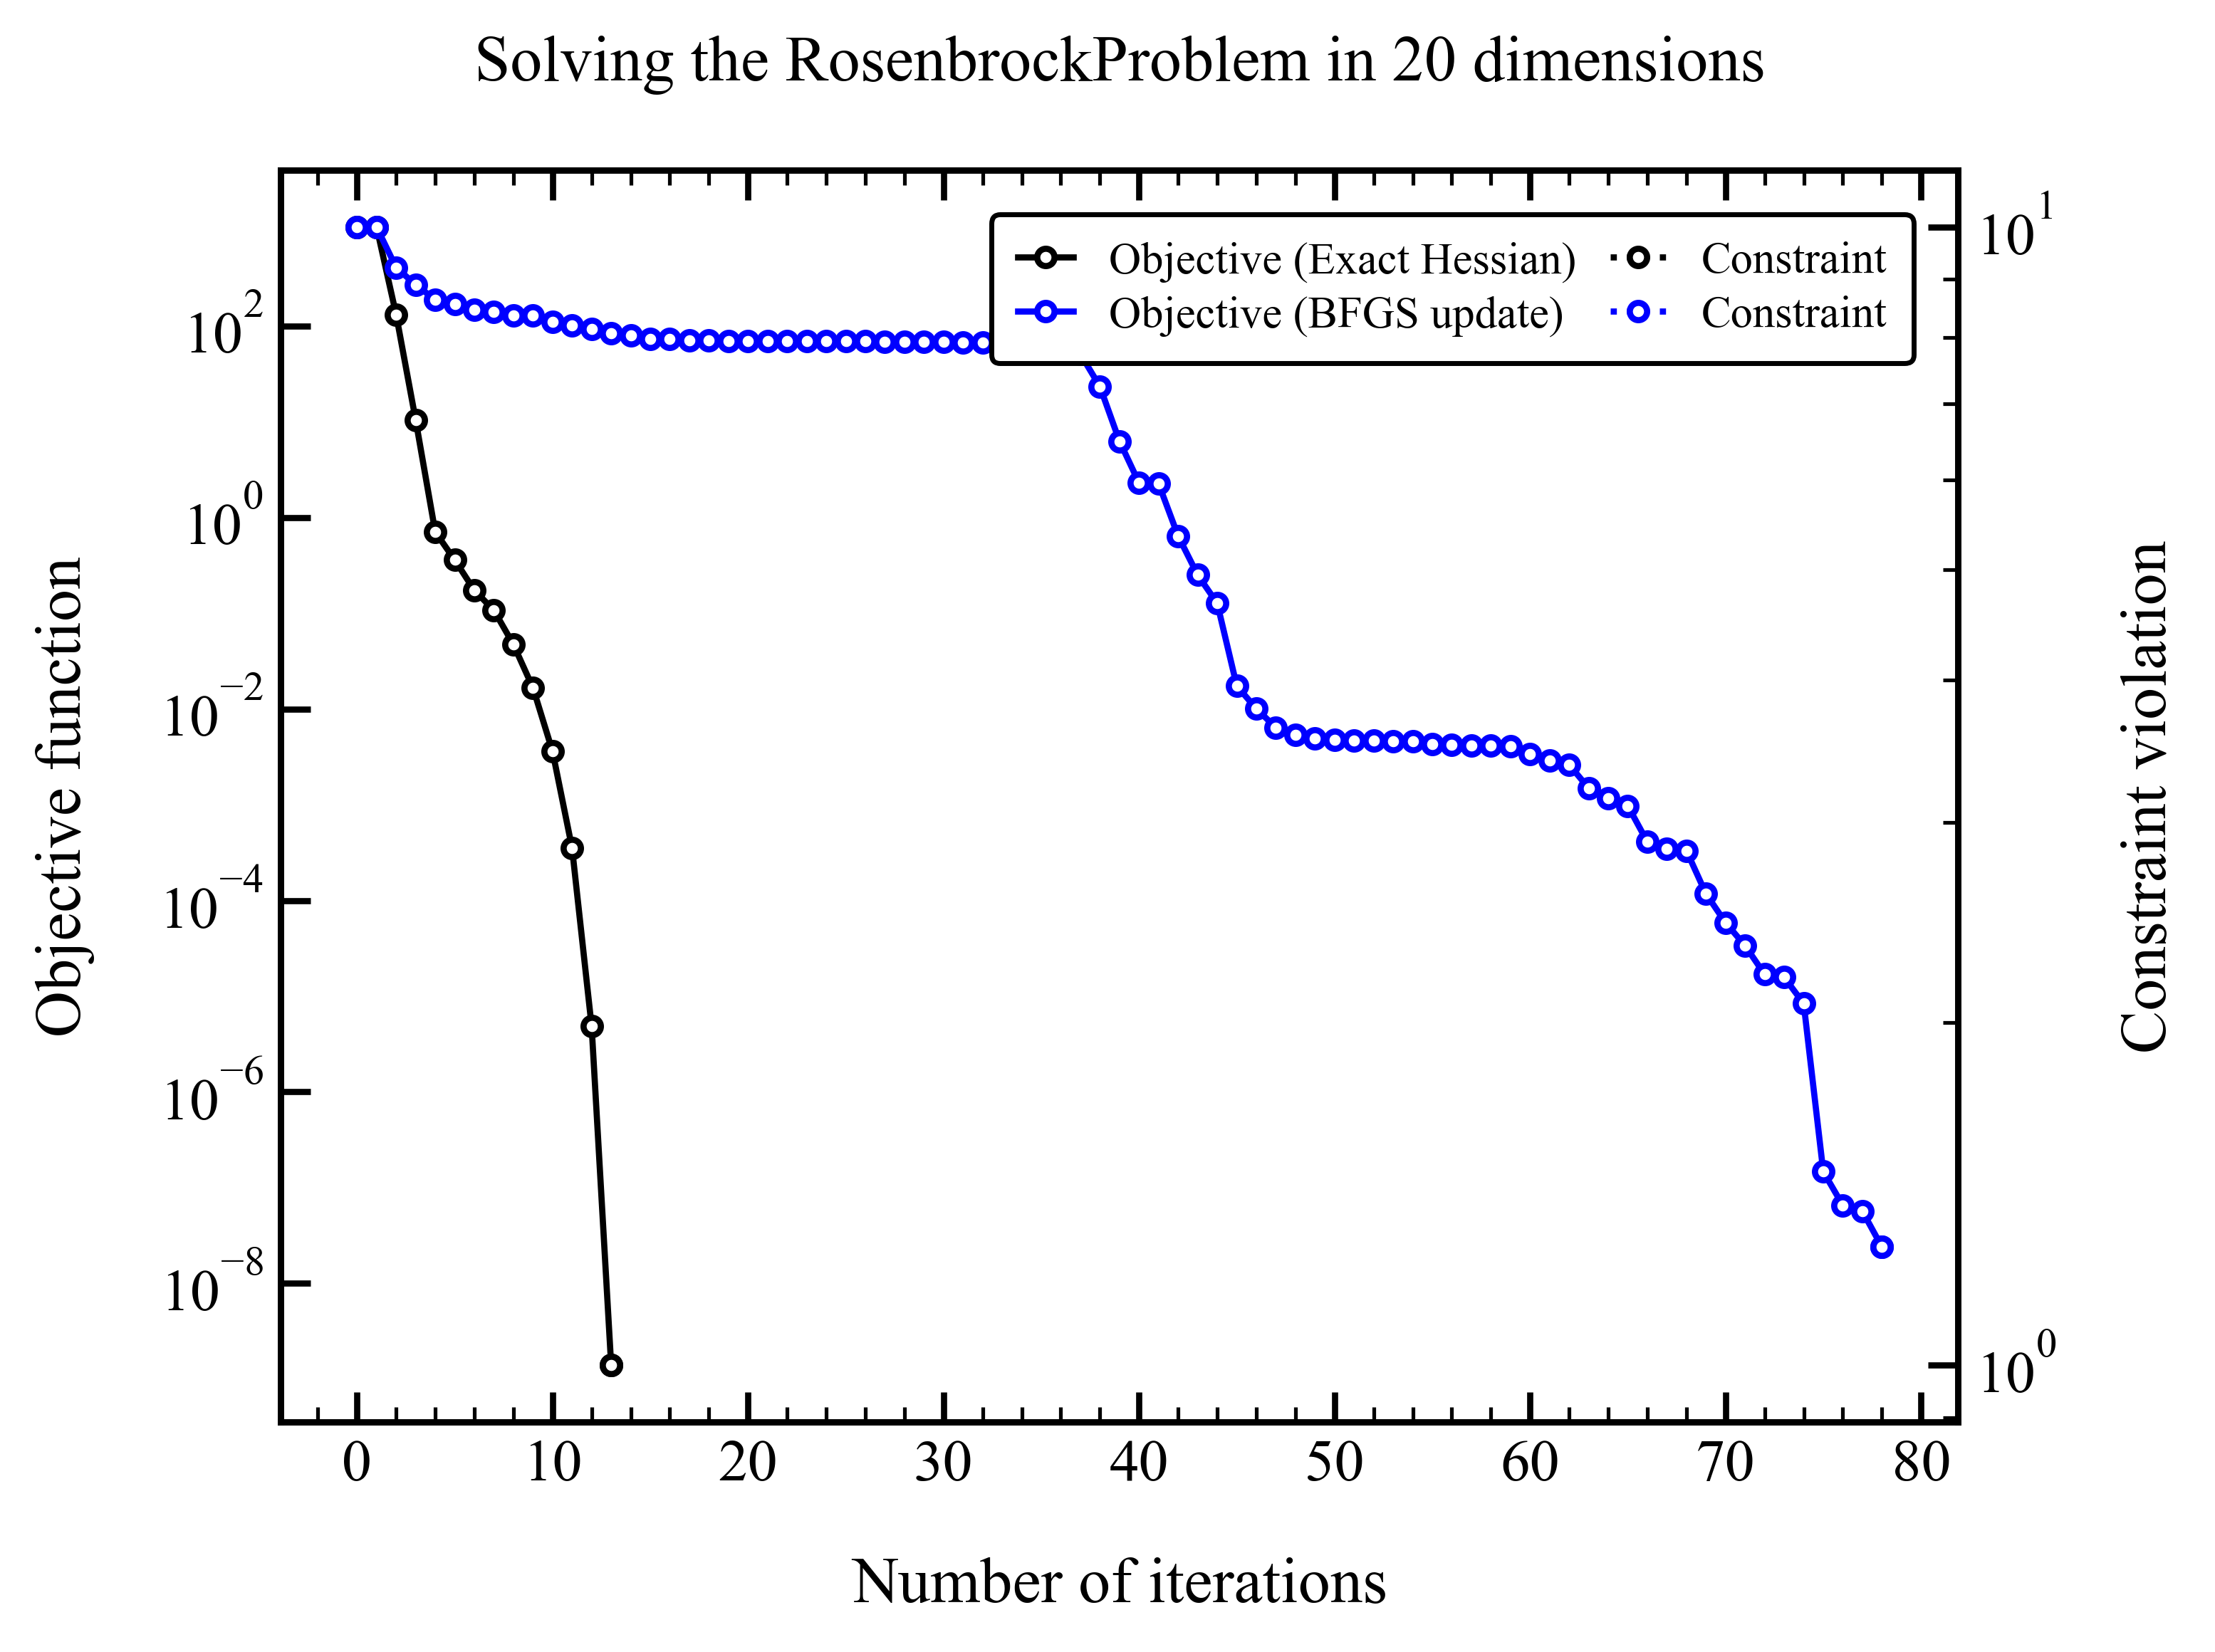 Solving the RosenbrockProblem in 20 dimensions
Objective (Exact Hessian) Constraint
Objective (BFGS update) Constraint
10^2
10^0
10^−2
10^−4
10^−6
10^−8
Objective function
10^1
10^0
Constraint violation
0 10 20 30 40 50 60 70 80
Number of iterations